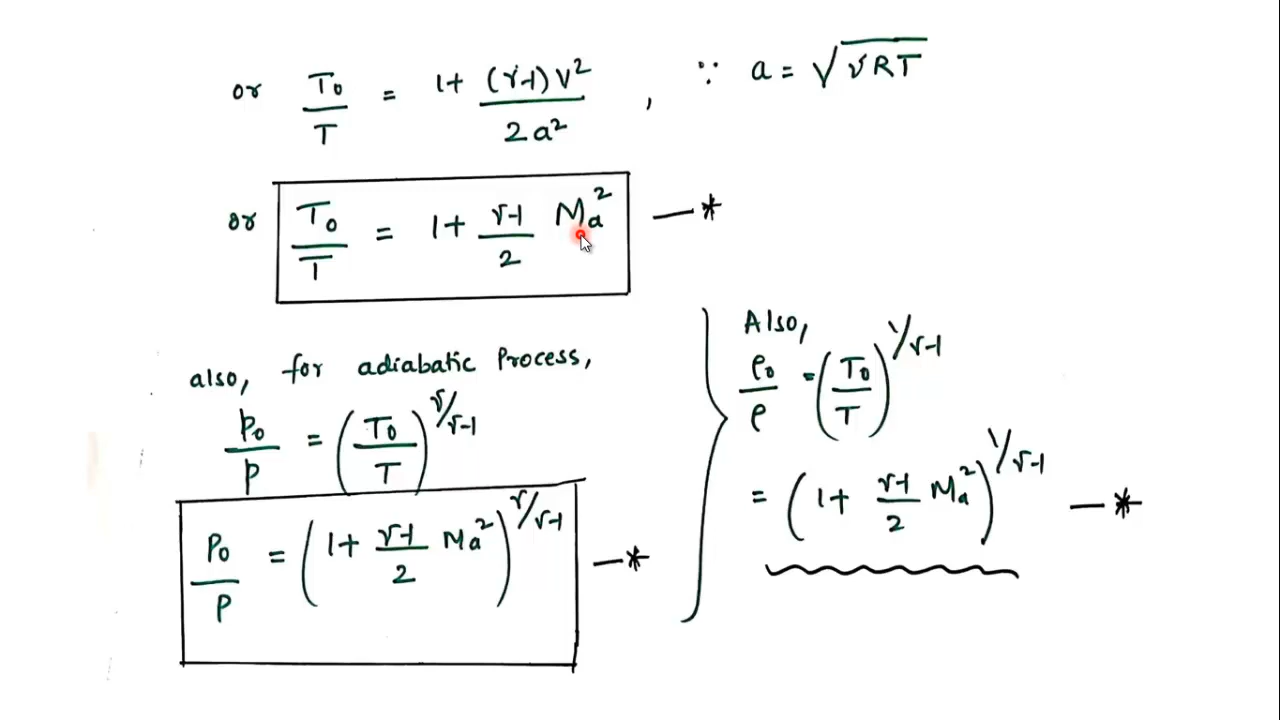 or T₀/T = 1+ (γ-1)V²/2a² , ∵ a = √γRT
or T₀/T = 1+ γ-1/2 Ma² —*
also, for adiabatic process,
p₀/p = (T₀/T)^γ/γ-1
P₀/P = (1+ γ-1/2 Ma²)^γ/γ-1 —*
Also,
ρ₀/ρ = (T₀/T)^1/γ-1
= (1+ γ-1/2 Ma²)^1/γ-1 —*